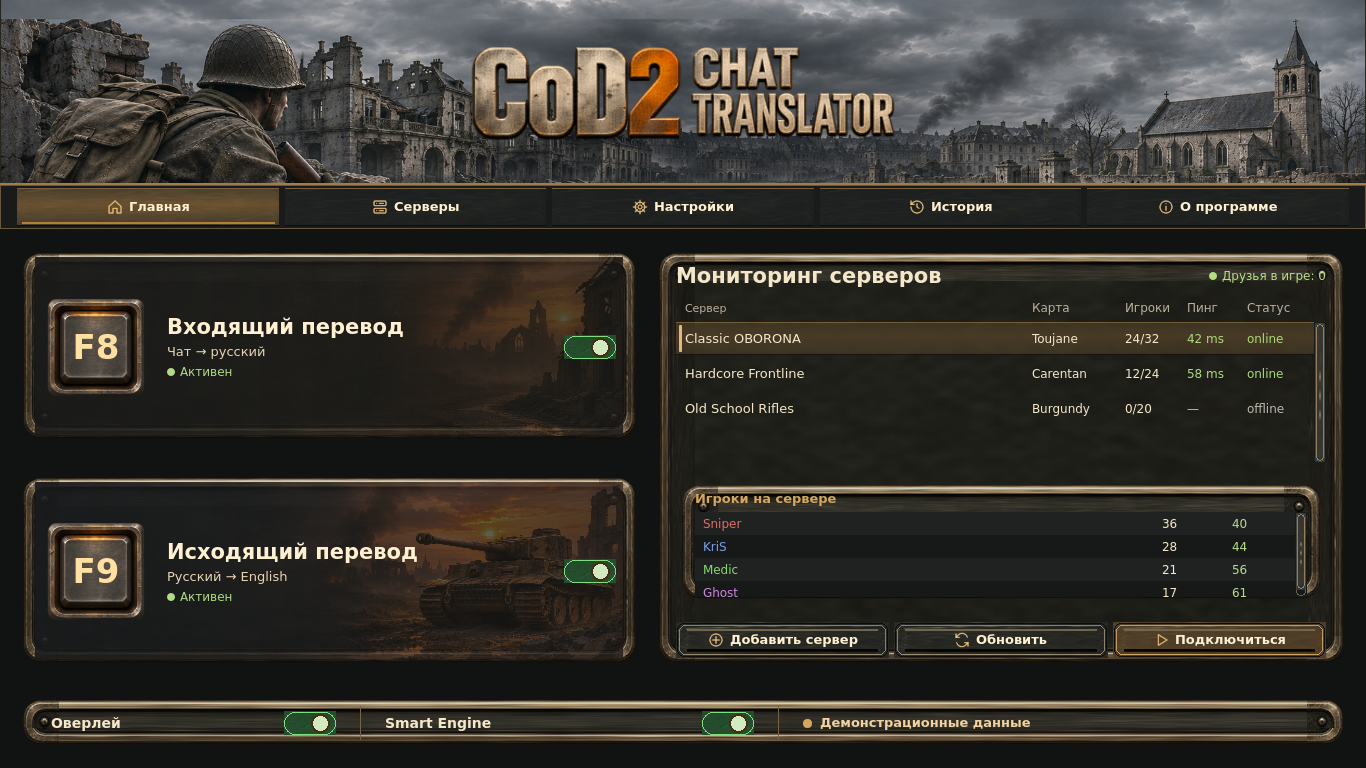 CoD2 CHAT TRANSLATOR
Главная Серверы Настройки История О программе
F8
Входящий перевод
Чат → русский
Активен
F9
Исходящий перевод
Русский → English
Активен
Мониторинг серверов
Друзья в игре: 0
Сервер Карта Игроки Пинг Статус
Classic OBORONA Toujane 24/32 42 ms online
Hardcore Frontline Carentan 12/24 58 ms online
Old School Rifles Burgundy 0/20 — offline
Игроки на сервере
Sniper 36 40
KriS 28 44
Medic 21 56
Ghost 17 61
Добавить сервер Обновить Подключиться
Оверлей Smart Engine Демонстрационные данные